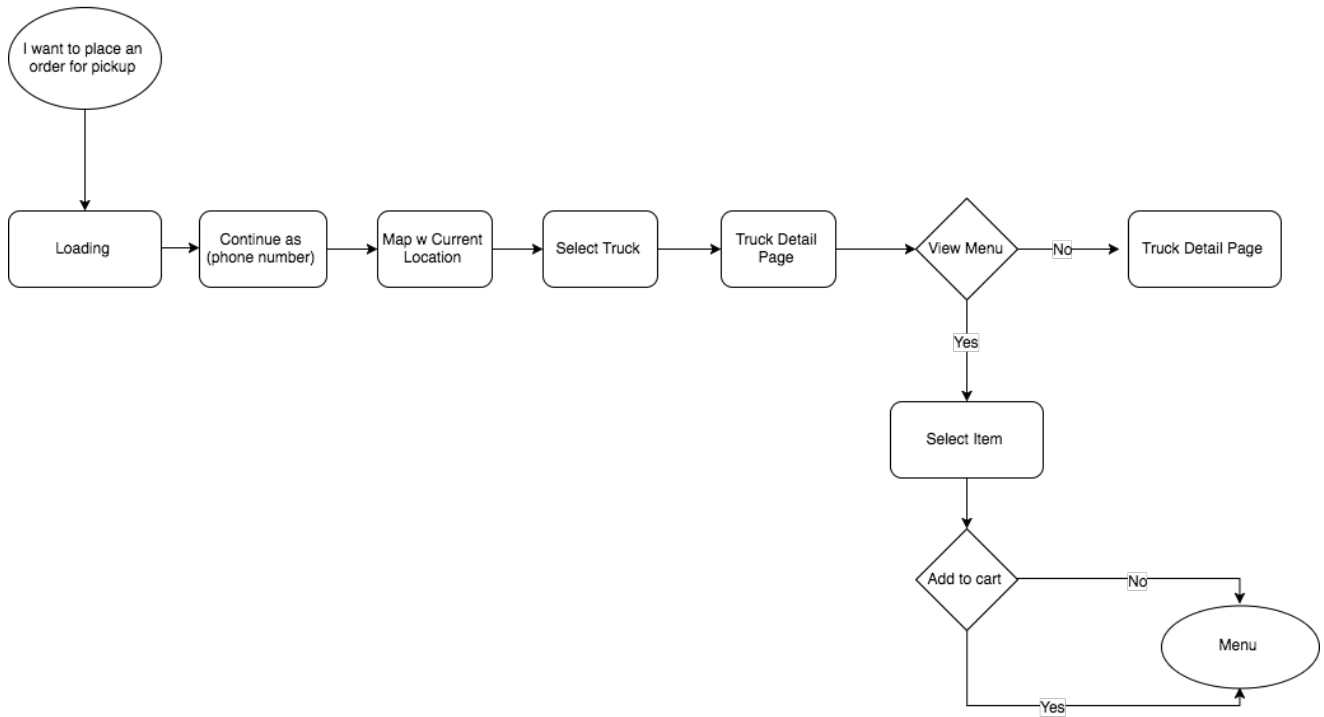 I want to place an
order for pickup
Loading
Continue as
(phone number)
Map w Current
Location
Select Truck
Truck Detail
Page
View Menu
No
Truck Detail Page
Yes
Select Item
Add to cart
No
Menu
Yes